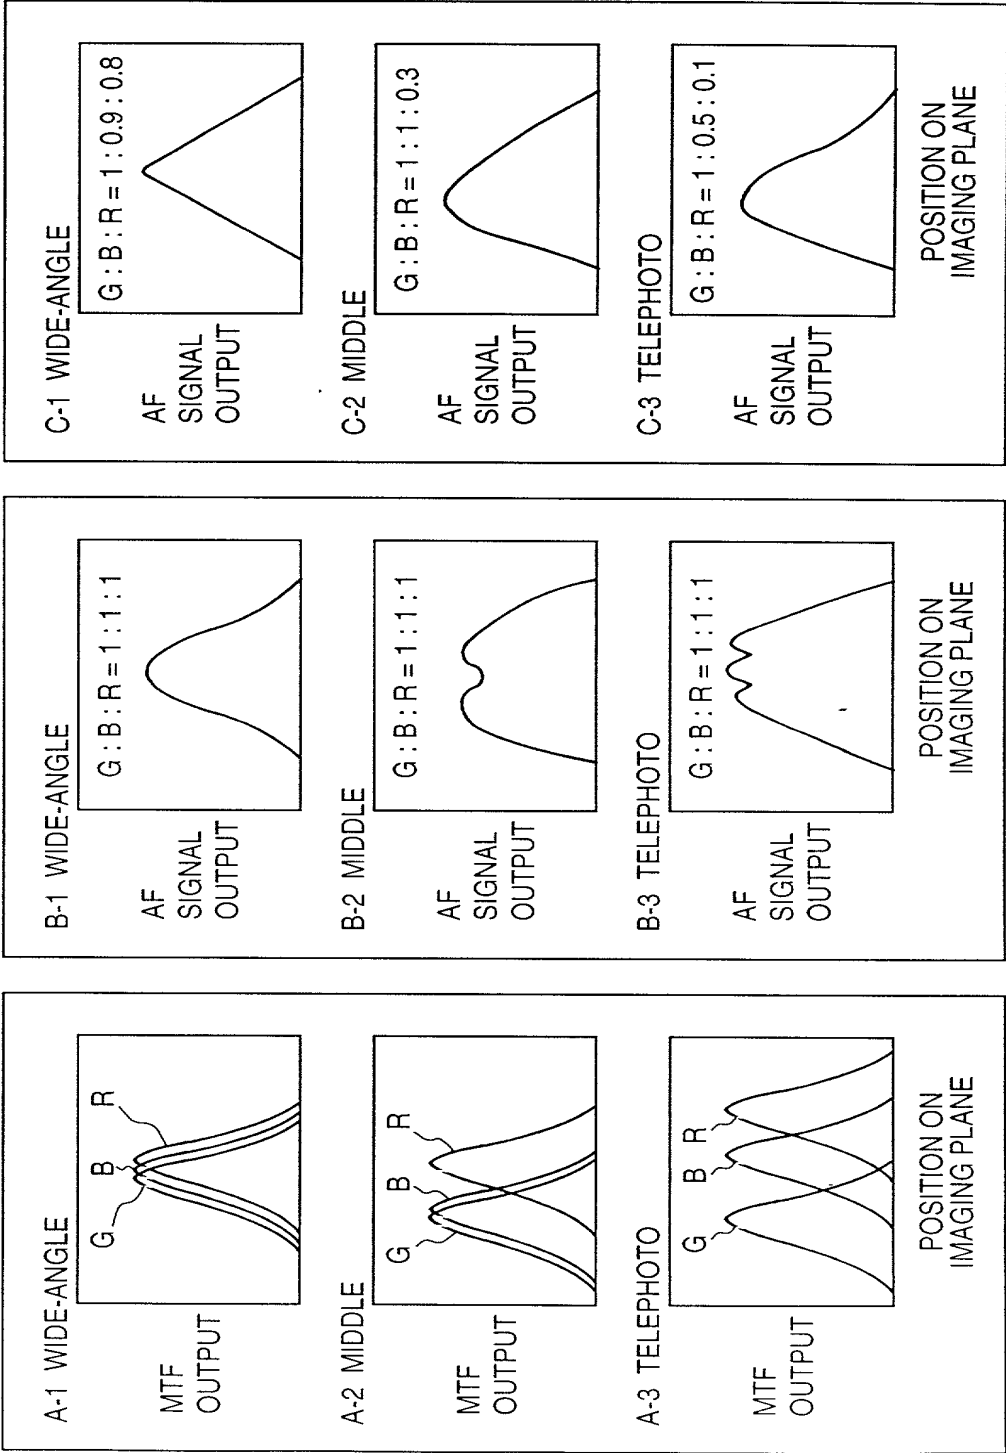 A-1 WIDE-ANGLE
MTF
OUTPUT
G
B
R
A-2 MIDDLE
MTF
OUTPUT
G
B
R
A-3 TELEPHOTO
MTF
OUTPUT
G
B
R
POSITION ON
IMAGING PLANE
B-1 WIDE-ANGLE
AF
SIGNAL
OUTPUT
G : B : R = 1 : 1 : 1
B-2 MIDDLE
AF
SIGNAL
OUTPUT
G : B : R = 1 : 1 : 1
B-3 TELEPHOTO
AF
SIGNAL
OUTPUT
G : B : R = 1 : 1 : 1
POSITION ON
IMAGING PLANE
C-1 WIDE-ANGLE
AF
SIGNAL
OUTPUT
G : B : R = 1 : 0.9 : 0.8
C-2 MIDDLE
AF
SIGNAL
OUTPUT
G : B : R = 1 : 1 : 0.3
C-3 TELEPHOTO
AF
SIGNAL
OUTPUT
G : B : R = 1 : 0.5 : 0.1
POSITION ON
IMAGING PLANE